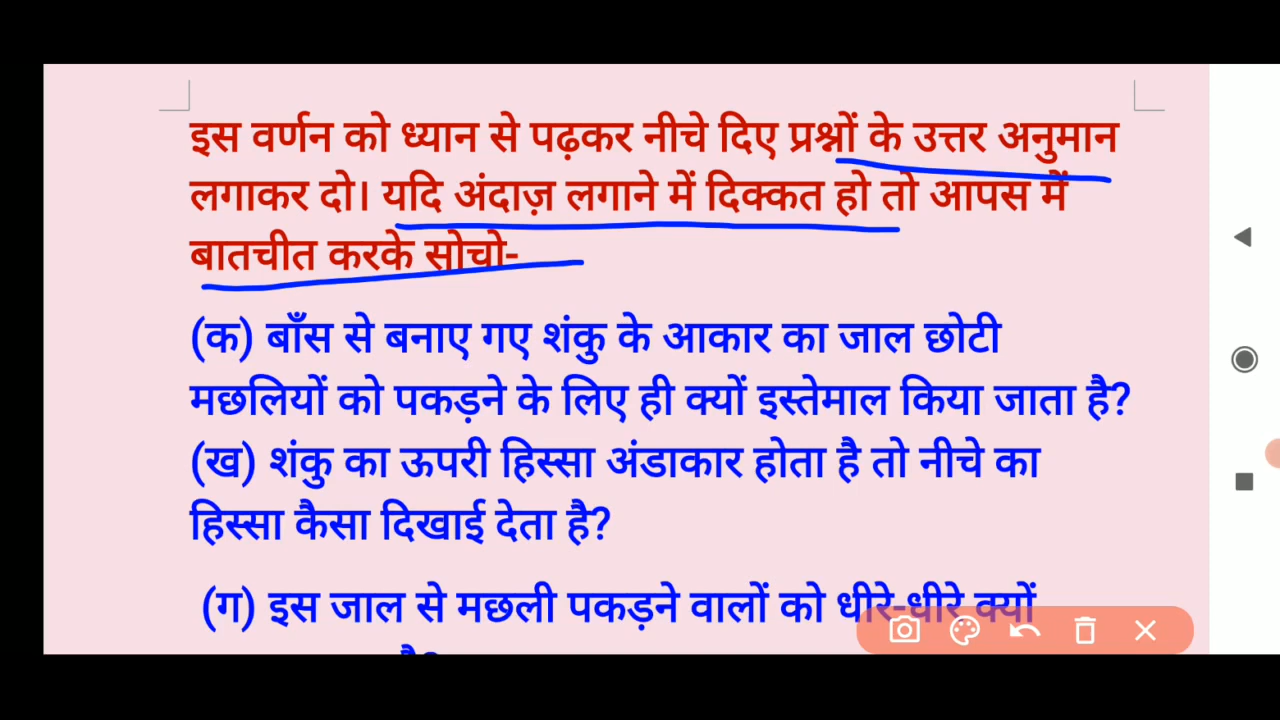 इस वर्णन को ध्यान से पढ़कर नीचे दिए प्रश्नों के उत्तर अनुमान
लगाकर दो। यदि अंदाज़ लगाने में दिक्कत हो तो आपस में
बातचीत करके सोचो-
(क) बाँस से बनाए गए शंकु के आकार का जाल छोटी
मछलियों को पकड़ने के लिए ही क्यों इस्तेमाल किया जाता है?
(ख) शंकु का ऊपरी हिस्सा अंडाकार होता है तो नीचे का
हिस्सा कैसा दिखाई देता है?
(ग) इस जाल से मछली पकड़ने वालों को धीरे-धीरे क्यों